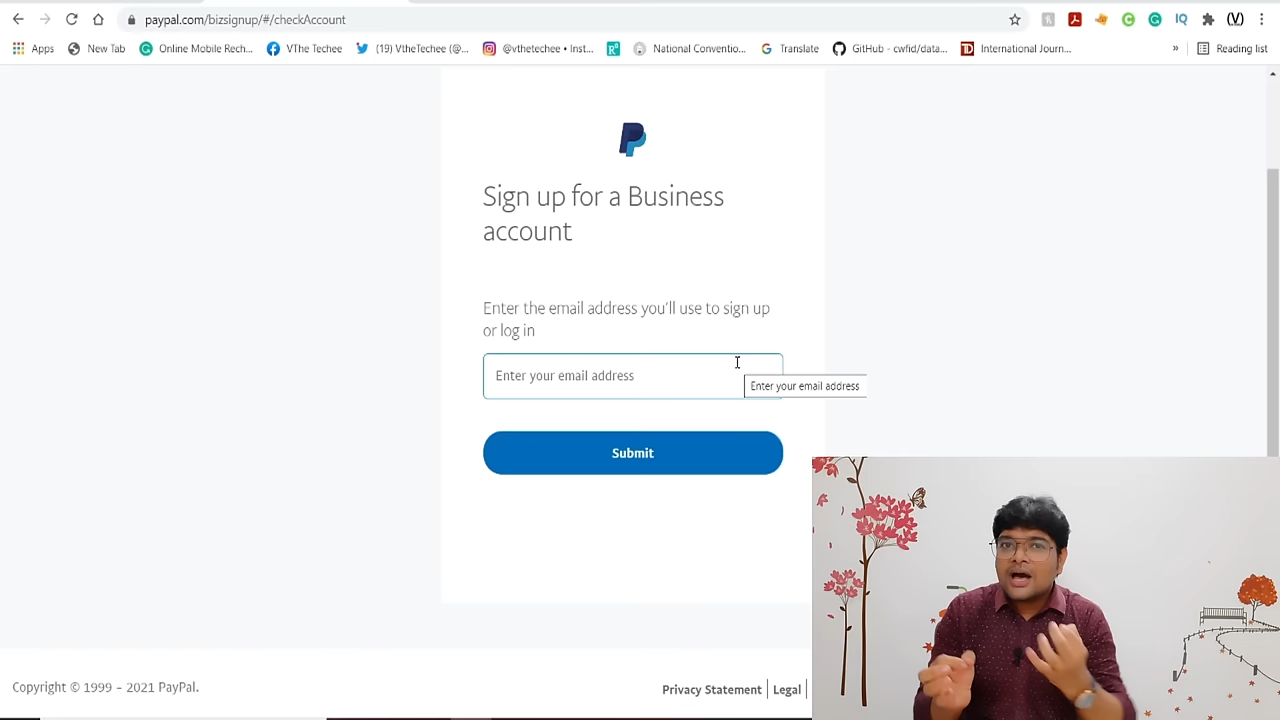 paypal.com/bizsignup/#/checkAccount
Apps New Tab Online Mobile Rech... VThe Techee (19) VtheTechee (@... @vthetechee • Inst... National Conventio... Translate GitHub - cwfid/data... International Journ... » Reading list
Sign up for a Business
account
Enter the email address you'll use to sign up
or log in
Enter your email address
Enter your email address
Submit
Copyright © 1999 – 2021 PayPal.
Privacy Statement Legal